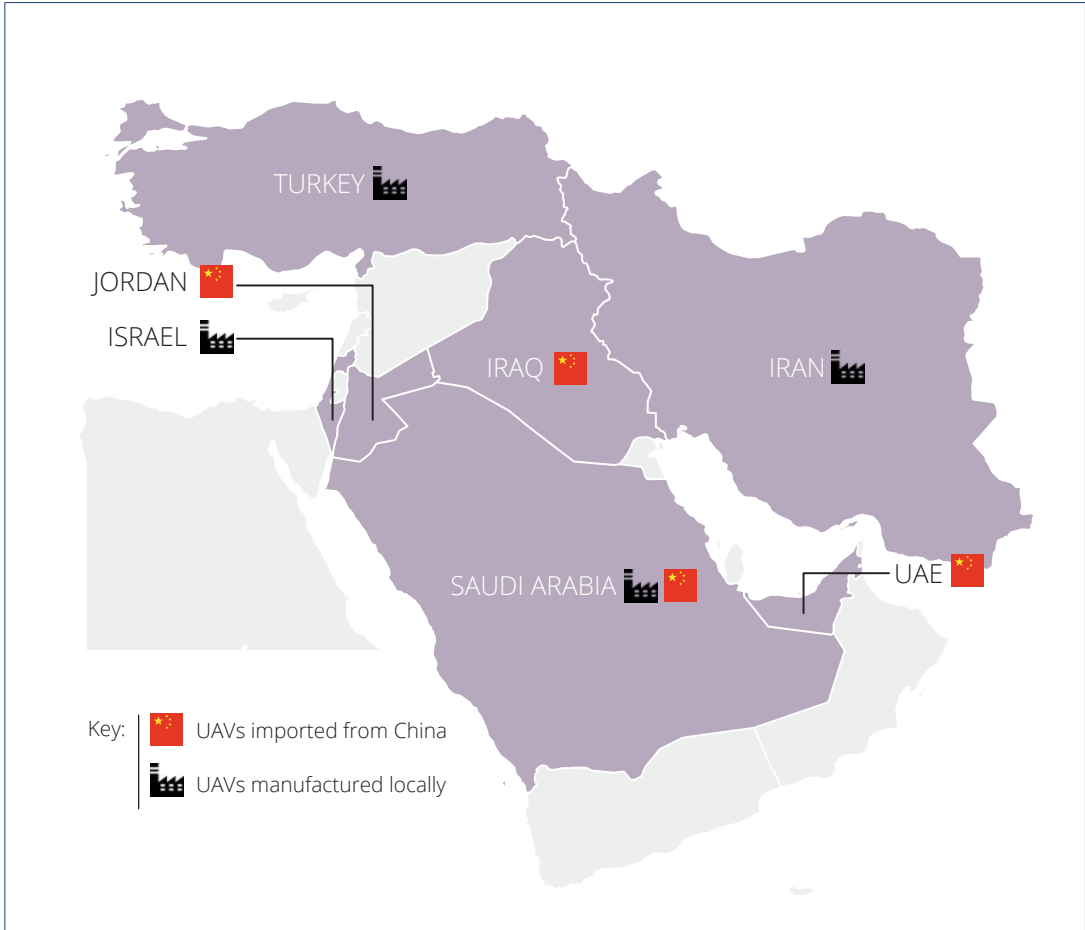 TURKEY
JORDAN
ISRAEL
IRAQ
IRAN
SAUDI ARABIA
UAE
Key:
UAVs imported from China
UAVs manufactured locally